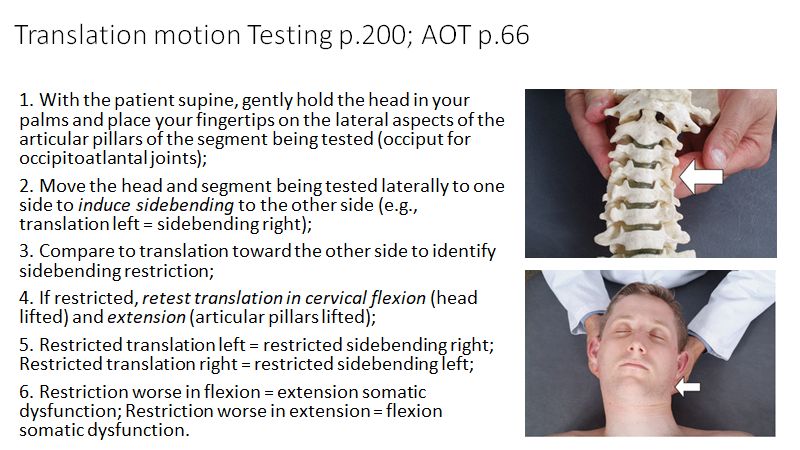 Translation motion Testing p.200; AOT p.66
1. With the patient supine, gently hold the head in your
palms and place your fingertips on the lateral aspects of the
articular pillars of the segment being tested (occiput for
occipitoatlantal joints);
2. Move the head and segment being tested laterally to one
side to induce sidebending to the other side (e.g.,
translation left = sidebending right);
3. Compare to translation toward the other side to identify
sidebending restriction;
4. If restricted, retest translation in cervical flexion (head
lifted) and extension (articular pillars lifted);
5. Restricted translation left = restricted sidebending right;
Restricted translation right = restricted sidebending left;
6. Restriction worse in flexion = extension somatic
dysfunction; Restriction worse in extension = flexion
somatic dysfunction.